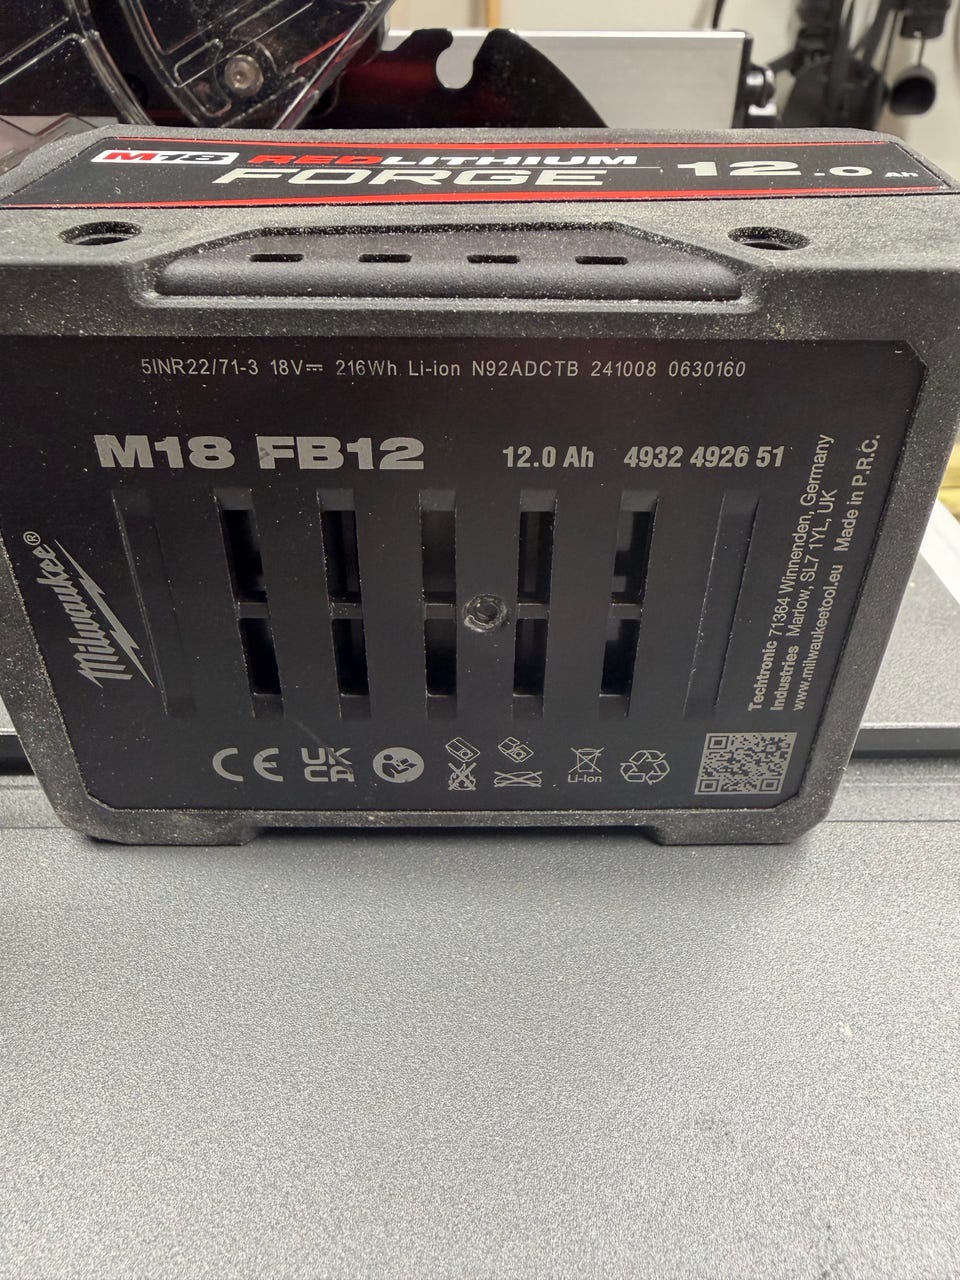 M18 REDLITHIUM
FORGE 12.0 Ah
5INR22/71-3 18V⎓ 216Wh Li-ion N92ADCTB 241008 0630160
M18 FB12 12.0 Ah 4932 4926 51
Milwaukee®
Techtronic 71364 Winnenden, Germany
Industries Marlow, SL7 1YL, UK
www.milwaukeetool.eu Made in P.R.C.
CE UKCA
Li-Ion